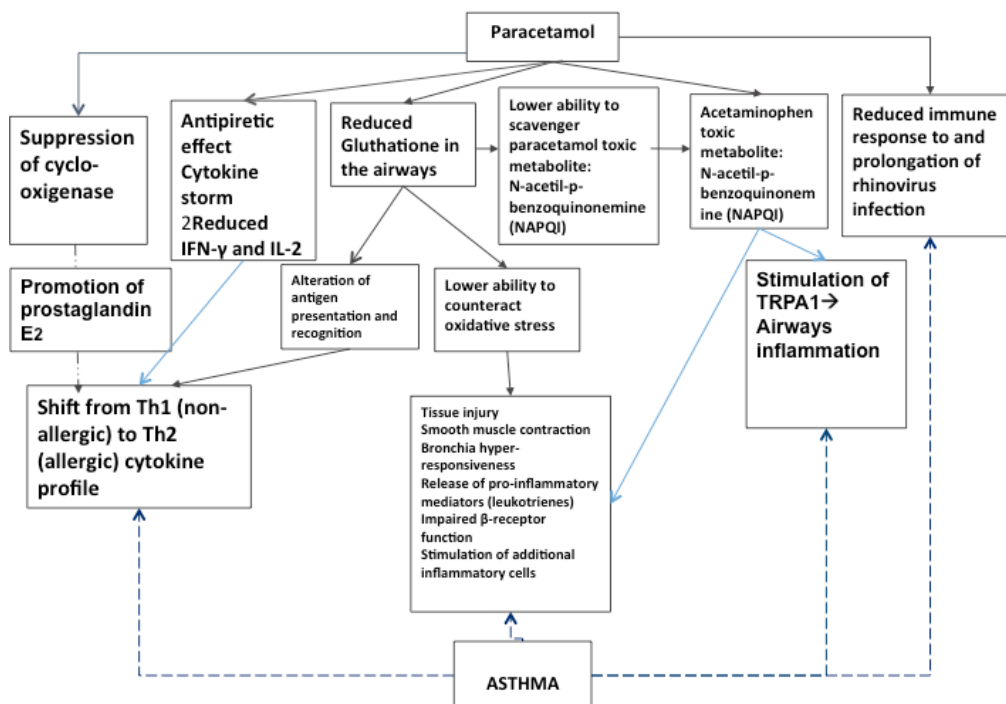 Paracetamol
Suppression
of cyclo-
oxigenase
Antipiretic
effect
Cytokine
storm
2Reduced
IFN-γ and IL-2
Reduced
Gluthatione in
the airways
Lower ability to
scavenger
paracetamol toxic
metabolite:
N-acetil-p-
benzoquinonemine
(NAPQI)
Acetaminophen
toxic
metabolite:
N-acetil-p-
benzoquinonem
ine (NAPQI)
Reduced immune
response to and
prolongation of
rhinovirus
infection
Promotion of
prostaglandin
E2
Alteration of
antigen
presentation and
recognition
Lower ability to
counteract
oxidative stress
Stimulation of
TRPA1→
Airways
inflammation
Shift from Th1 (non-
allergic) to Th2
(allergic) cytokine
profile
Tissue injury
Smooth muscle contraction
Bronchia hyper-
responsiveness
Release of pro-inflammatory
mediators (leukotrienes)
Impaired β-receptor
function
Stimulation of additional
inflammatory cells
ASTHMA